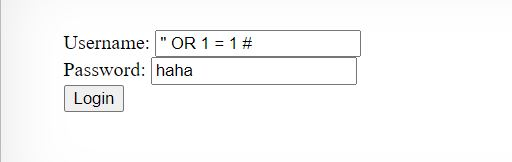 Username: " OR 1 = 1 #
Password: haha
Login